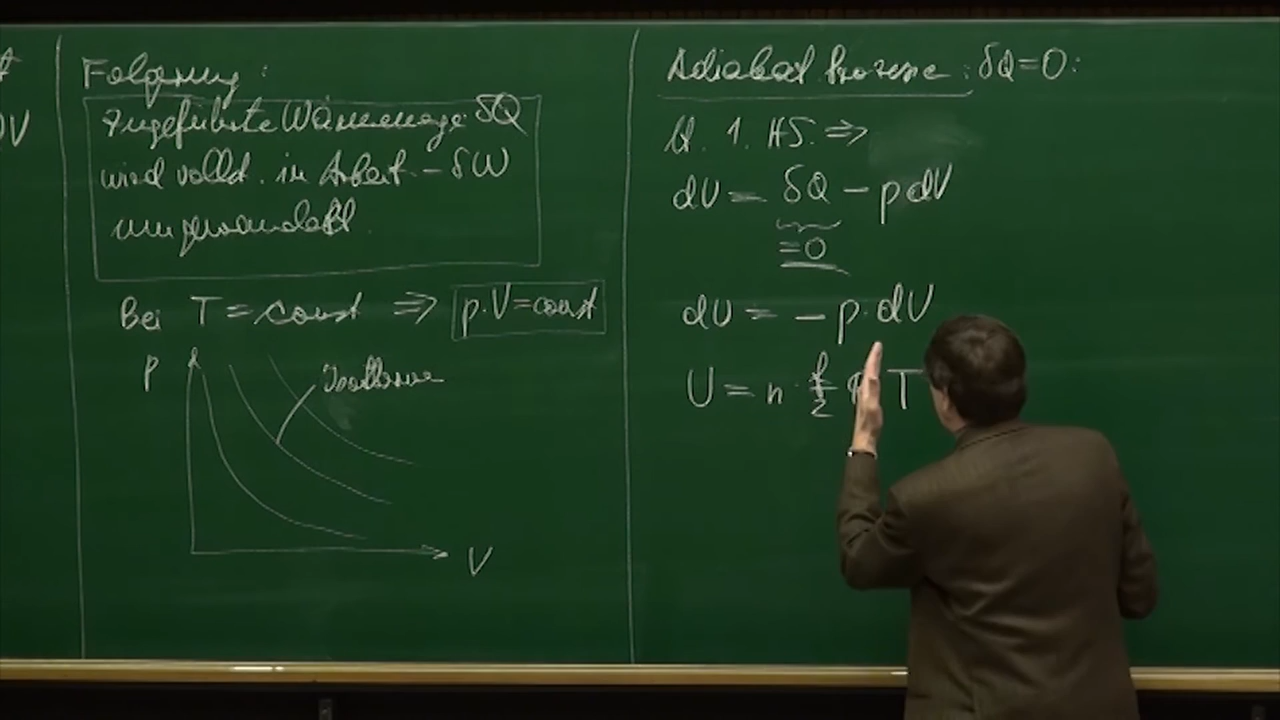 Folgerung:
zugeführte Wärmemenge δQ
wird vollst. in Arbeit -δW
umgewandelt.
Bei T = const ⇒ p·V=const
p
Isotherme
V
Adiabat Prozesse: δQ=0:
1. HS. ⇒
dU = δQ - pdV
=0
dU = - p·dV
U = n · f/2 T